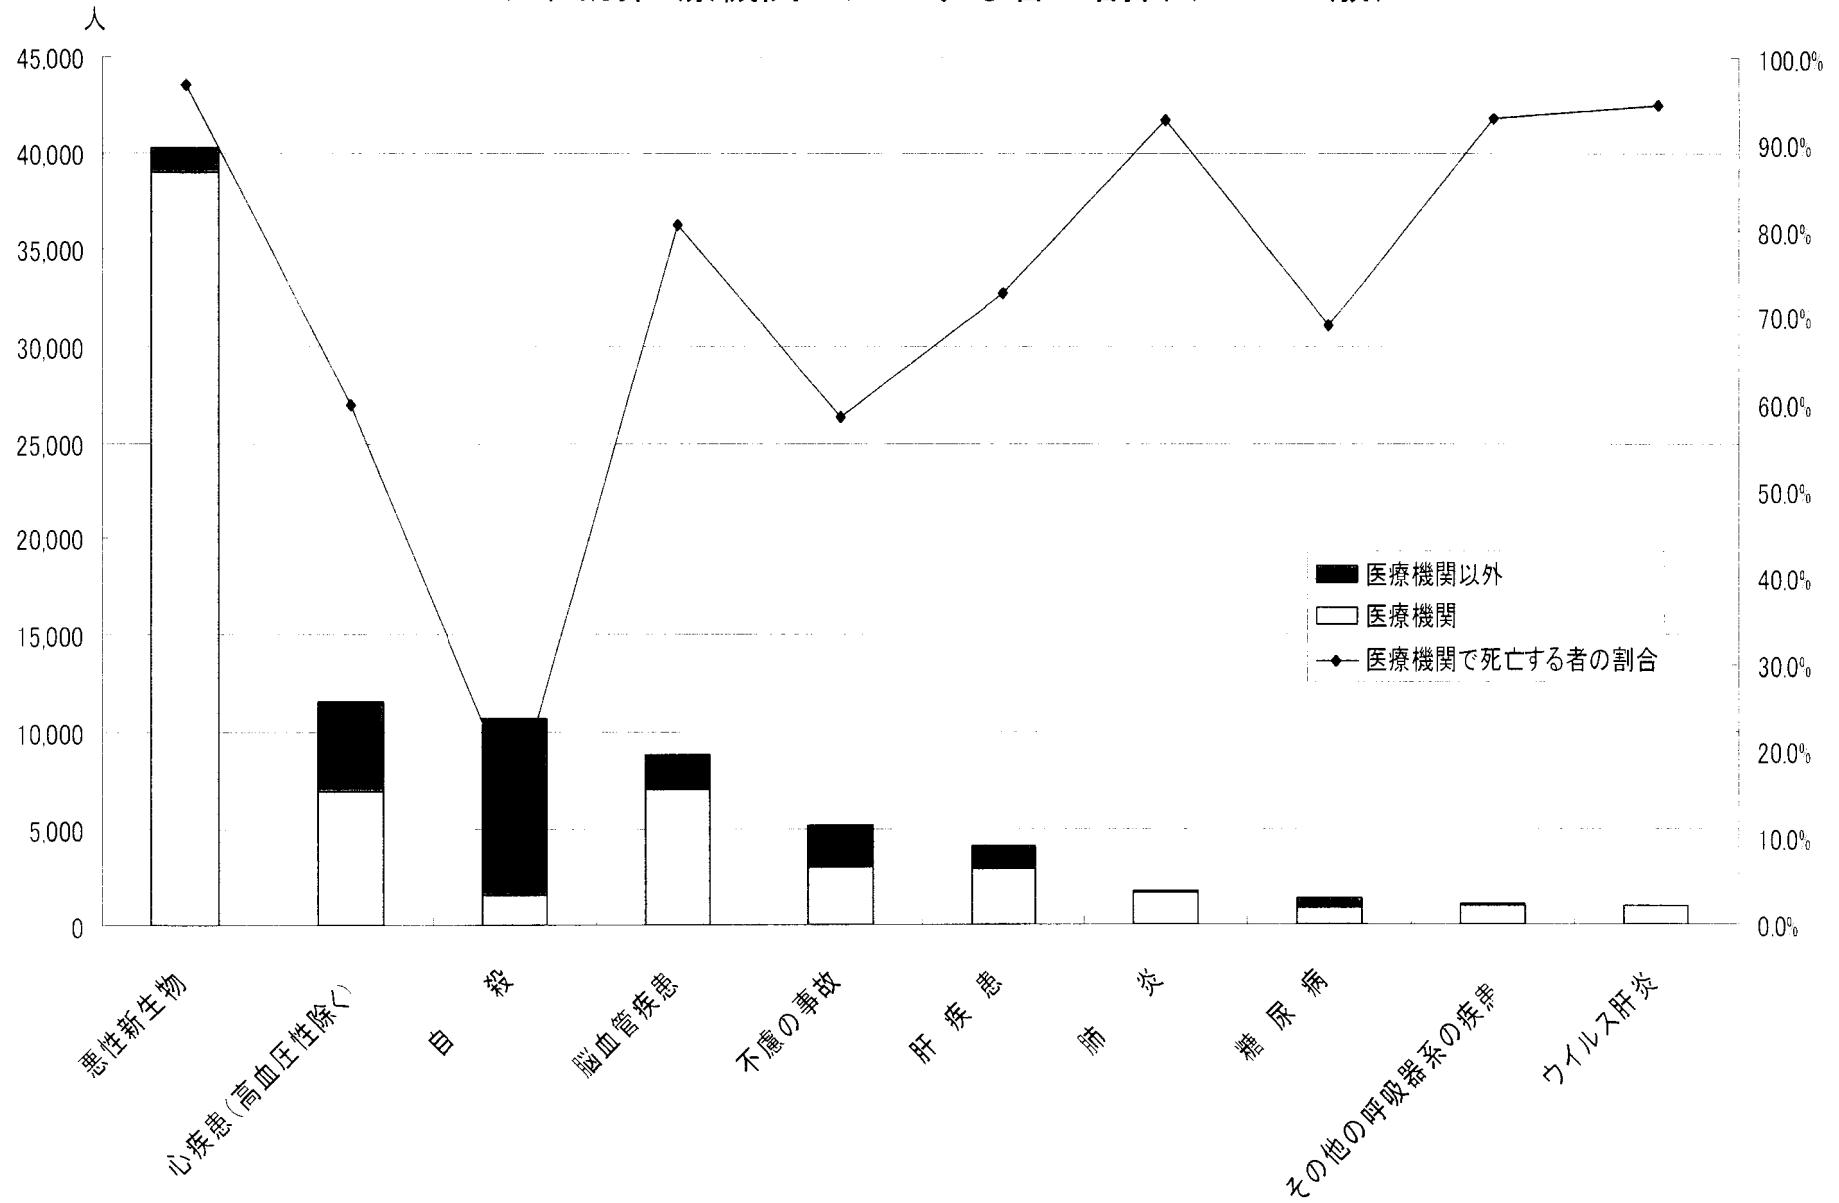 人
45,000
40,000
35,000
30,000
25,000
20,000
15,000
10,000
5,000
0
100.0%
90.0%
80.0%
70.0%
60.0%
50.0%
40.0%
30.0%
20.0%
10.0%
0.0%
医療機関以外
医療機関
医療機関で死亡する者の割合
悪性新生物
心疾患(高血圧性除く)
自 殺
脳血管疾患
不慮の事故
肝 疾 患
肺 炎
糖 尿 病
その他の呼吸器系の疾患
ウイルス肝炎